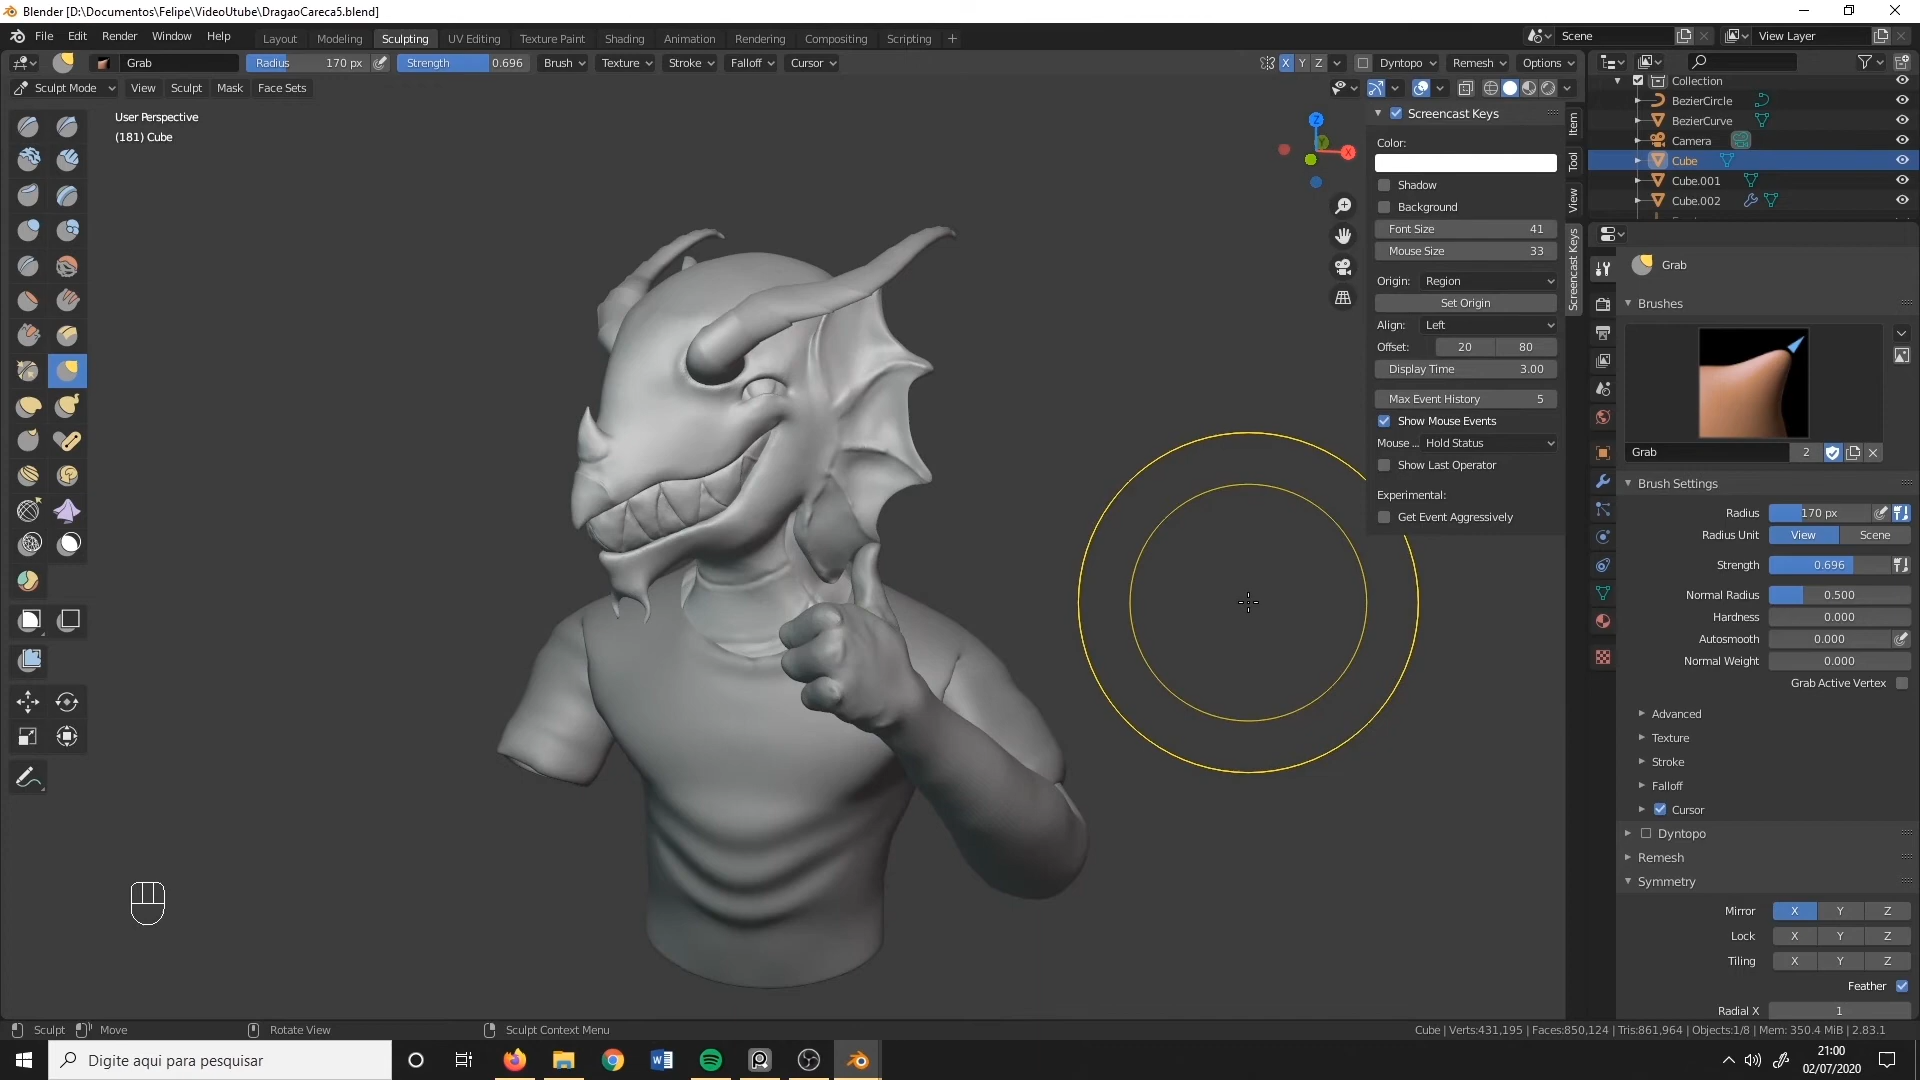 Blender [D:\Documentos\Felipe\VideoUtube\DragaoCareca5.blend]
File Edit Render Window Help
Layout Modeling Sculpting UV Editing Texture Paint Shading Animation Rendering Compositing Scripting +
Scene
View Layer
Grab
Radius 170 px
Strength 0.696
Brush Texture Stroke Falloff Cursor
X Y Z
Dyntopo Remesh Options
Sculpt Mode View Sculpt Mask Face Sets
User Perspective
(181) Cube
Screencast Keys
Color:
Shadow
Background
Font Size 41
Mouse Size 33
Origin: Region
Set Origin
Align: Left
Offset: 20 80
Display Time 3.00
Max Event History 5
Show Mouse Events
Mouse ... Hold Status
Show Last Operator
Experimental:
Get Event Aggressively
Item
Tool
View
Screencast Keys
Z
X
Collection
BezierCircle
BezierCurve
Camera
Cube
Cube.001
Cube.002
Grab
Brushes
Grab 2
Brush Settings
Radius 170 px
Radius Unit View Scene
Strength 0.696
Normal Radius 0.500
Hardness 0.000
Autosmooth 0.000
Normal Weight 0.000
Grab Active Vertex
Advanced
Texture
Stroke
Falloff
Cursor
Dyntopo
Remesh
Symmetry
Mirror X Y Z
Lock X Y Z
Tiling X Y Z
Feather
Radial X 1
Sculpt Move Rotate View Sculpt Context Menu
Cube | Verts:431,195 | Faces:850,124 | Tris:861,964 | Objects:1/8 | Mem: 350.4 MiB | 2.83.1
Digite aqui para pesquisar
21:00
02/07/2020